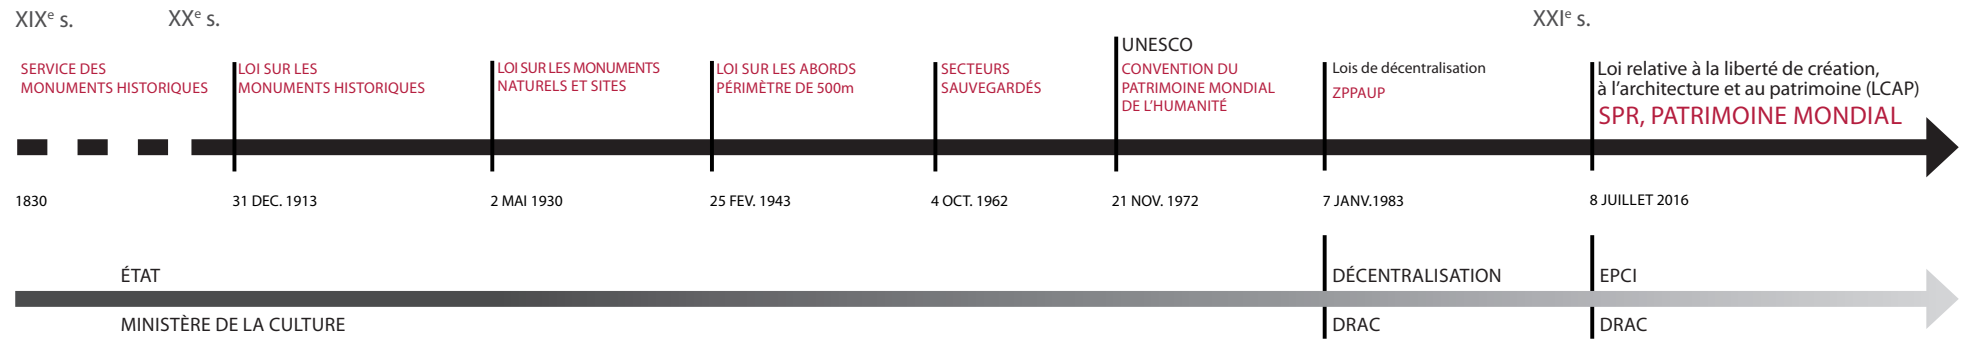 XIXe s.
XXe s.
XXIe s.
SERVICE DES
MONUMENTS HISTORIQUES
LOI SUR LES
MONUMENTS HISTORIQUES
LOI SUR LES MONUMENTS
NATURELS ET SITES
LOI SUR LES ABORDS
PÉRIMÈTRE DE 500m
SECTEURS
SAUVEGARDÉS
UNESCO
CONVENTION DU
PATRIMOINE MONDIAL
DE L'HUMANITÉ
Lois de décentralisation
ZPPAUP
Loi relative à la liberté de création,
à l'architecture et au patrimoine (LCAP)
SPR, PATRIMOINE MONDIAL
1830
31 DEC. 1913
2 MAI 1930
25 FEV. 1943
4 OCT. 1962
21 NOV. 1972
7 JANV.1983
8 JUILLET 2016
ÉTAT
DÉCENTRALISATION
EPCI
MINISTÈRE DE LA CULTURE
DRAC
DRAC